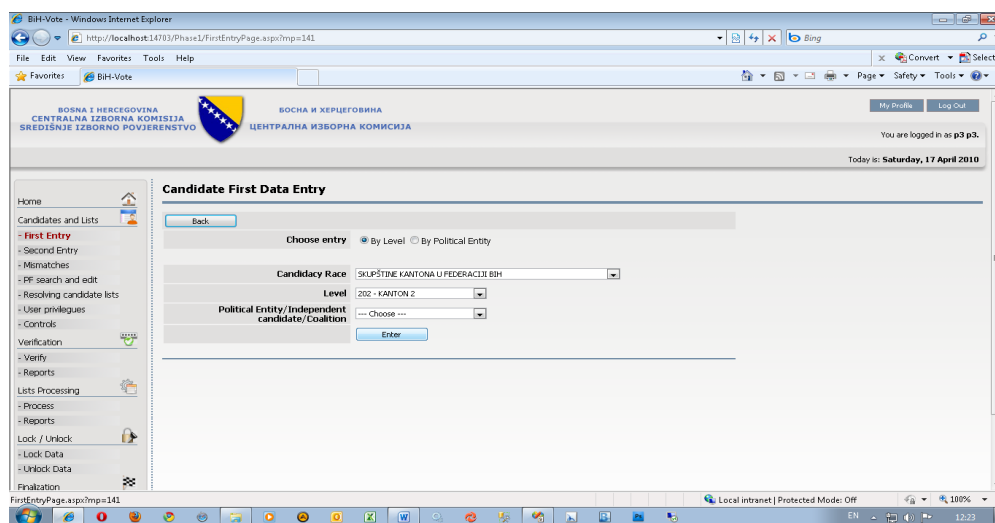 BiH-Vote - Windows Internet Explorer
http://localhost:14703/Phase1/FirstEntryPage.aspx?mp=141
Bing
File Edit View Favorites Tools Help
Convert
Select
Favorites
BiH-Vote
Page
Safety
Tools
BOSNA I HERCEGOVINA
CENTRALNA IZBORNA KOMISIJA
SREDIŠNJE IZBORNO POVJERENSTVO
БОСНА И ХЕРЦЕГОВИНА
ЦЕНТРАЛНА ИЗБОРНА КОМИСИЈА
My Profile
Log Out
You are logged in as p3 p3.
Today is: Saturday, 17 April 2010
Home
Candidates and Lists
- First Entry
- Second Entry
- Mismatches
- PF search and edit
- Resolving candidate lists
- User privilegues
- Controls
Verification
- Verify
- Reports
Lists Processing
- Process
- Reports
Lock / Unlock
- Lock Data
- Unlock Data
Finalization
Candidate First Data Entry
Back
Choose entry
By Level
By Political Entity
Candidacy Race
SKUPŠTINE KANTONA U FEDERACIJI BIH
Level
202 - KANTON 2
Political Entity/Independent
candidate/Coalition
--- Choose ---
Enter
FirstEntryPage.aspx?mp=141
Local intranet | Protected Mode: Off
100%
EN
12:23